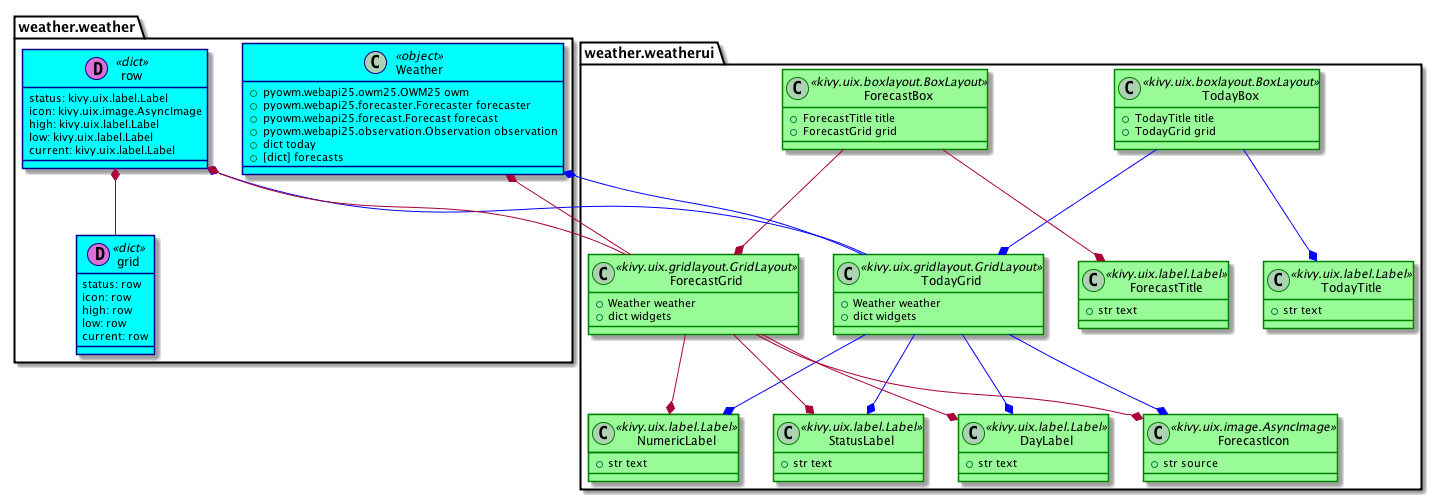 weather.weather
D «dict»
row
status: kivy.uix.label.Label
icon: kivy.uix.image.AsyncImage
high: kivy.uix.label.Label
low: kivy.uix.label.Label
current: kivy.uix.label.Label
C «object»
Weather
pyowm.webapi25.owm25.OWM25 owm
pyowm.webapi25.forecaster.Forecaster forecaster
pyowm.webapi25.forecast.Forecast forecast
pyowm.webapi25.observation.Observation observation
dict today
[dict] forecasts
D «dict»
grid
status: row
icon: row
high: row
low: row
current: row
weather.weatherui
C «kivy.uix.boxlayout.BoxLayout»
ForecastBox
ForecastTitle title
ForecastGrid grid
C «kivy.uix.boxlayout.BoxLayout»
TodayBox
TodayTitle title
TodayGrid grid
C «kivy.uix.gridlayout.GridLayout»
ForecastGrid
Weather weather
dict widgets
C «kivy.uix.gridlayout.GridLayout»
TodayGrid
Weather weather
dict widgets
C «kivy.uix.label.Label»
ForecastTitle
str text
C «kivy.uix.label.Label»
TodayTitle
str text
C «kivy.uix.label.Label»
NumericLabel
str text
C «kivy.uix.label.Label»
StatusLabel
str text
C «kivy.uix.label.Label»
DayLabel
str text
C «kivy.uix.image.AsyncImage»
ForecastIcon
str source